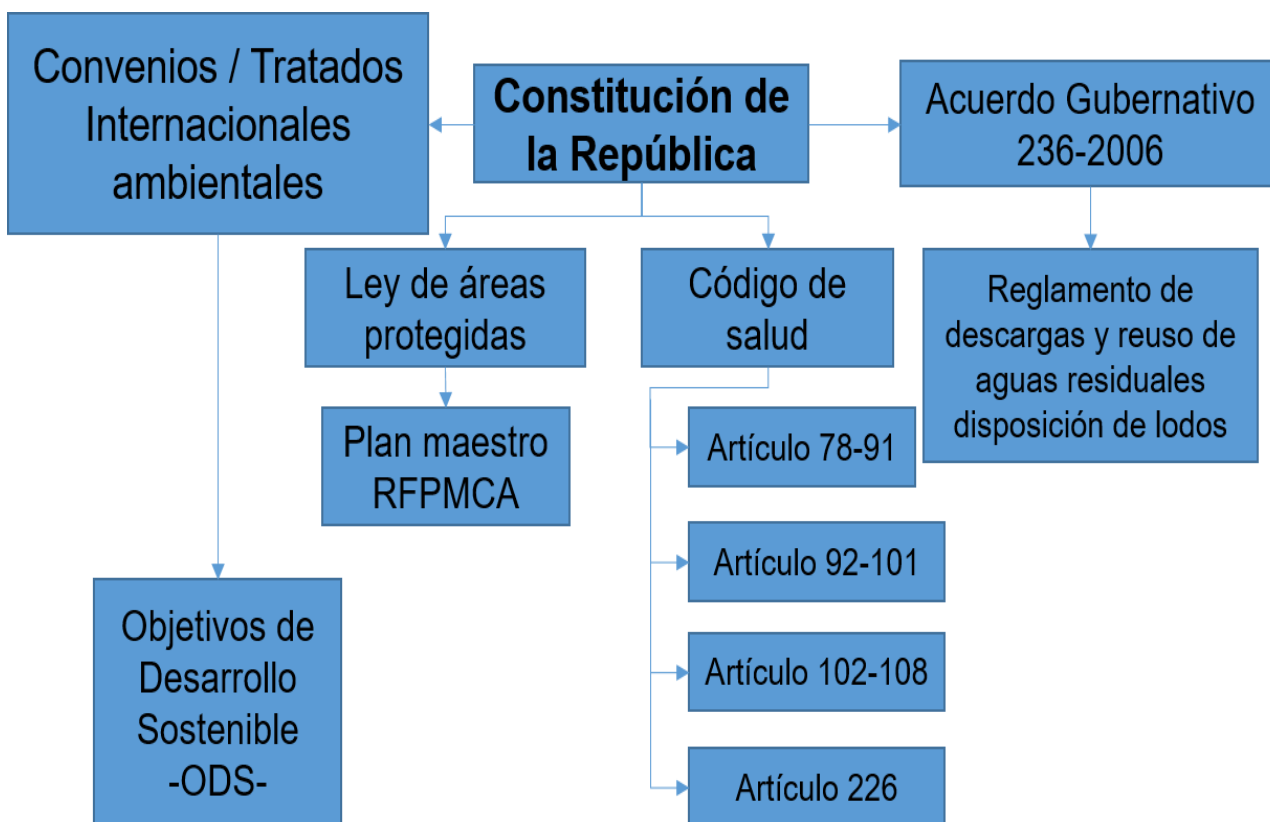 Convenios / Tratados
Internacionales
ambientales
Constitución de
la República
Acuerdo Gubernativo
236-2006
Ley de áreas
protegidas
Código de
salud
Reglamento de
descargas y reuso de
aguas residuales
disposición de lodos
Plan maestro
RFPMCA
Artículo 78-91
Artículo 92-101
Artículo 102-108
Artículo 226
Objetivos de
Desarrollo
Sostenible
-ODS-